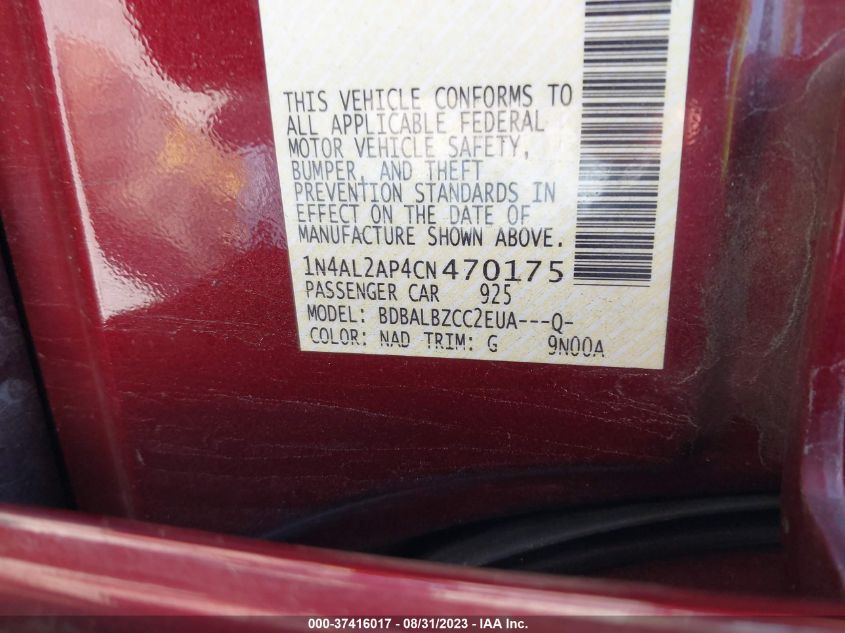 THIS VEHICLE CONFORMS TO
ALL APPLICABLE FEDERAL
MOTOR VEHICLE SAFETY,
BUMPER, AND THEFT
PREVENTION STANDARDS IN
EFFECT ON THE DATE OF
MANUFACTURE SHOWN ABOVE.
1N4AL2AP4CN470175
PASSENGER CAR 925
MODEL: BDBALBZCC2EUA---Q-
COLOR: NAD TRIM: G 9N00A
000-37416017 - 08/31/2023 - IAAI Inc.